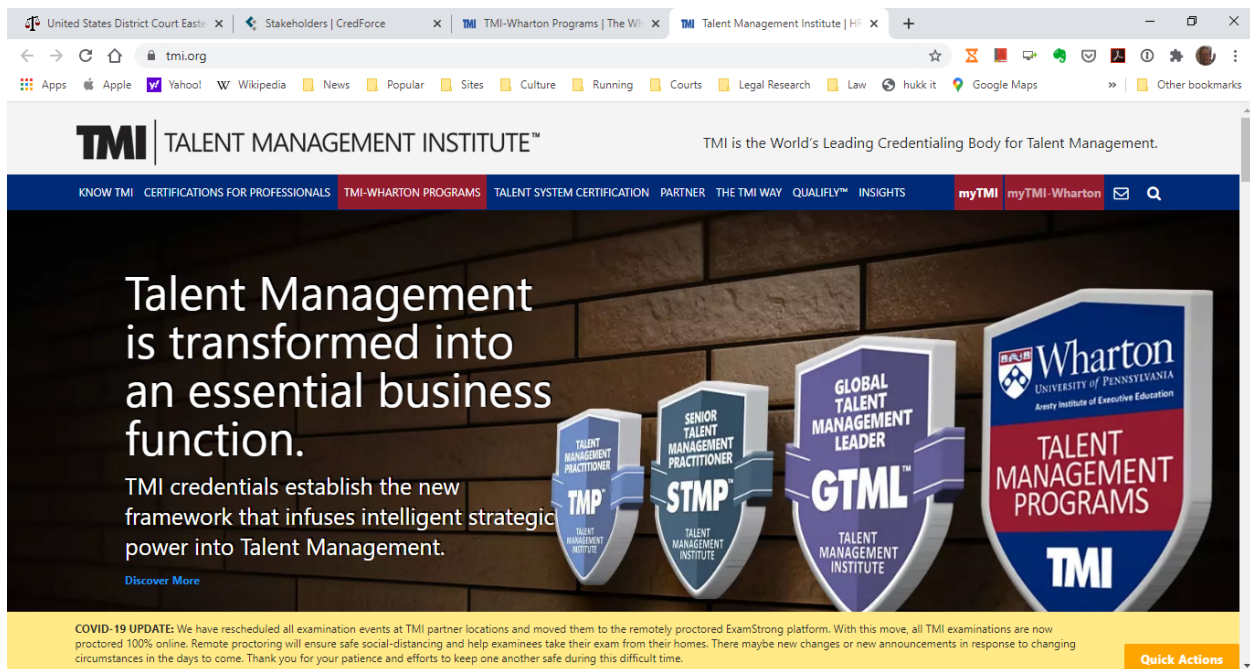 United States District Court Easte
Stakeholders | CredForce
TMI-Wharton Programs | The Wh
Talent Management Institute | HF
tmi.org
Apps Apple Yahoo! Wikipedia News Popular Sites Culture Running Courts Legal Research Law hukk it Google Maps » Other bookmarks
TMI | TALENT MANAGEMENT INSTITUTE™
TMI is the World's Leading Credentialing Body for Talent Management.
KNOW TMI CERTIFICATIONS FOR PROFESSIONALS TMI-WHARTON PROGRAMS TALENT SYSTEM CERTIFICATION PARTNER THE TMI WAY QUALIFLY™ INSIGHTS myTMI myTMI-Wharton
Talent Management
is transformed into
an essential business
function.
TMI credentials establish the new
framework that infuses intelligent strategic
power into Talent Management.
Discover More
TALENT
MANAGEMENT
PRACTITIONER
TMP™
TALENT
MANAGEMENT
INSTITUTE
SENIOR
TALENT
MANAGEMENT
PRACTITIONER
STMP™
TALENT
MANAGEMENT
INSTITUTE
GLOBAL
TALENT
MANAGEMENT
LEADER
GTML™
TALENT
MANAGEMENT
INSTITUTE
Wharton
UNIVERSITY of PENNSYLVANIA
Aresty Institute of Executive Education
TALENT
MANAGEMENT
PROGRAMS
TMI
COVID-19 UPDATE: We have rescheduled all examination events at TMI partner locations and moved them to the remotely proctored ExamStrong platform. With this move, all TMI examinations are now
proctored 100% online. Remote proctoring will ensure safe social-distancing and help examinees take their exam from their homes. There maybe new changes or new announcements in response to changing
circumstances in the days to come. Thank you for your patience and efforts to keep one another safe during this difficult time.
Quick Actions